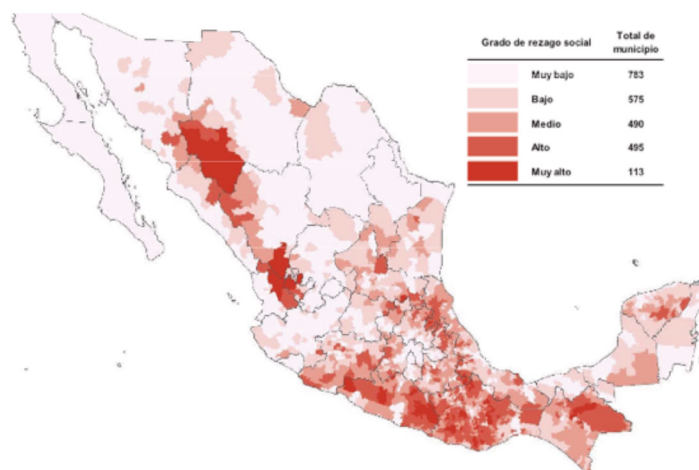 Grado de rezago social Total de
municipio
Muy bajo 783
Bajo 575
Medio 490
Alto 495
Muy alto 113